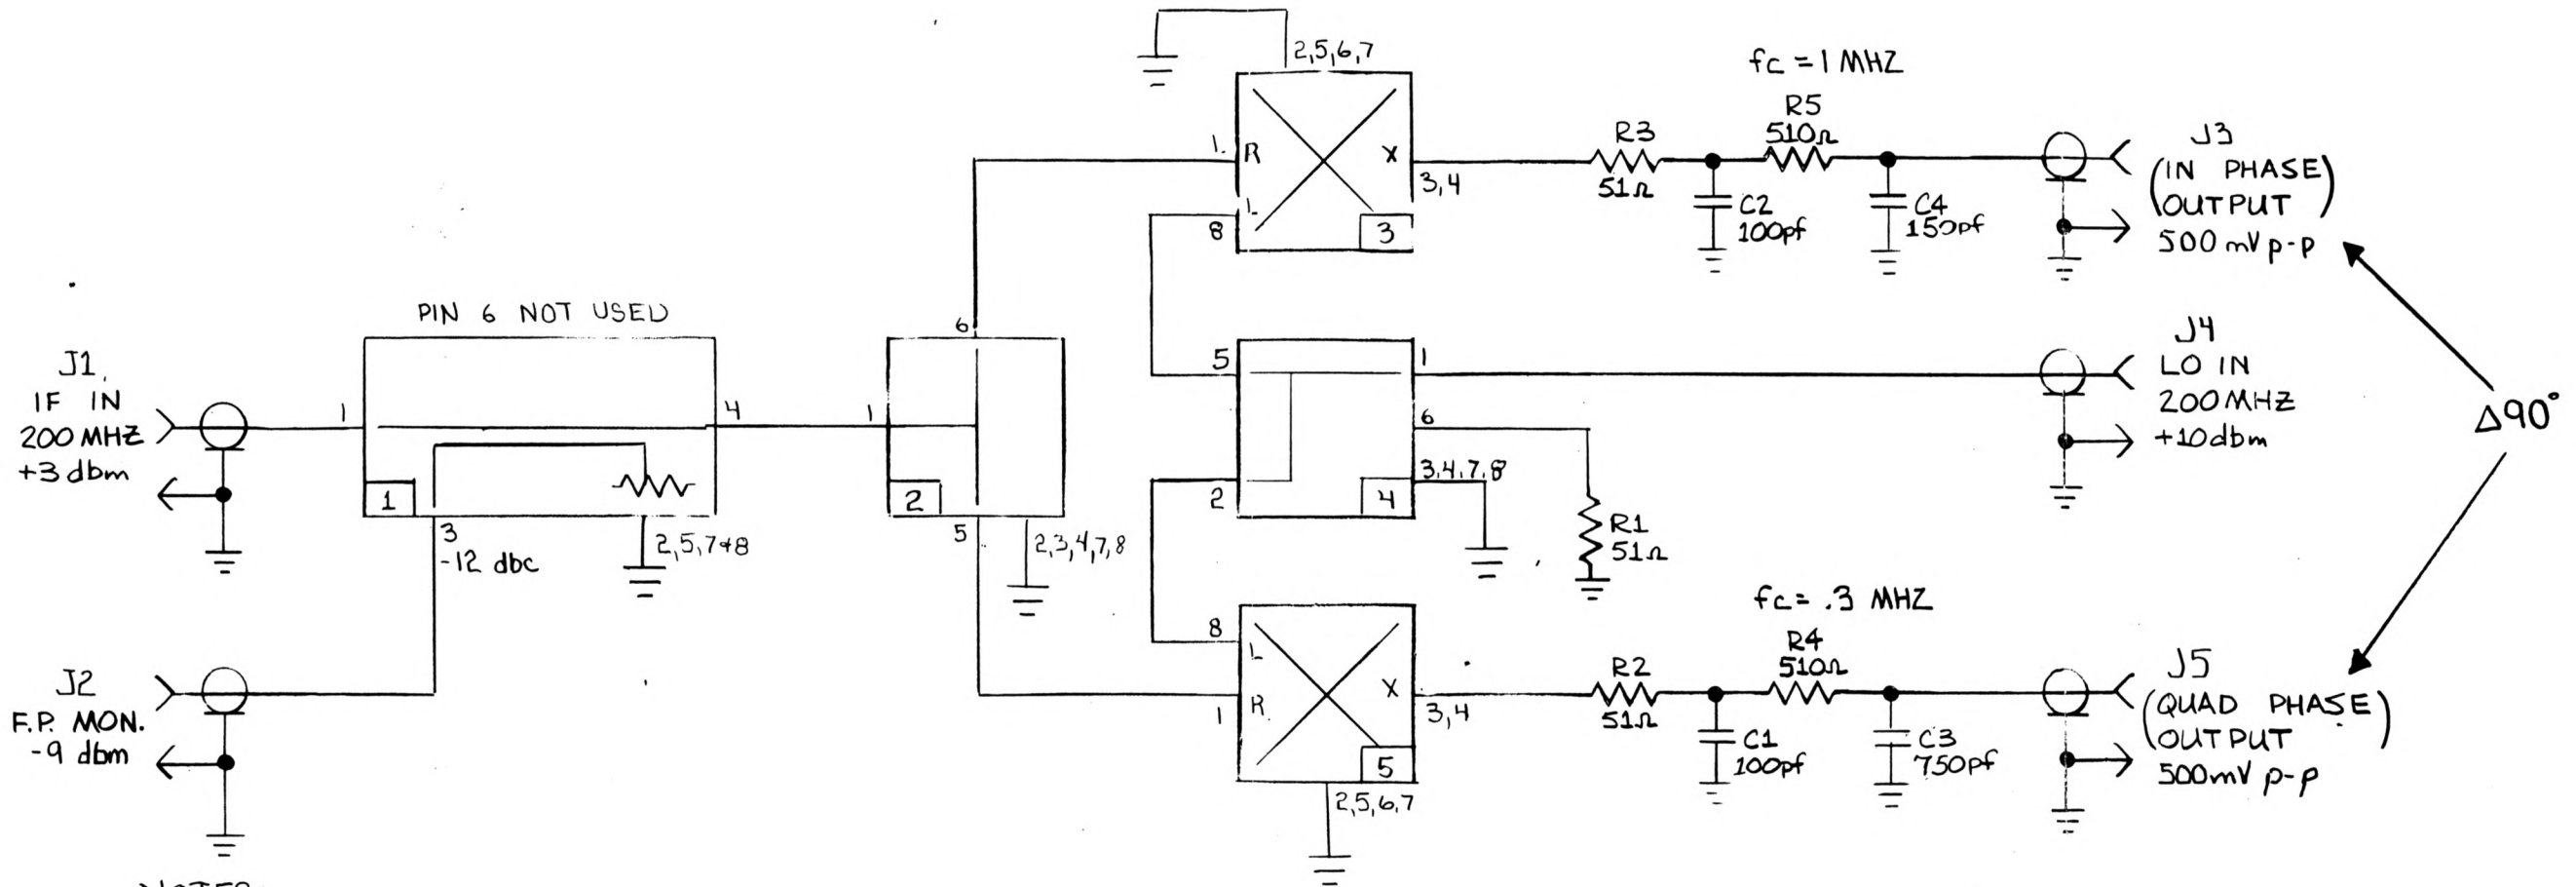 2,5,6,7
1.
R
X
3,4
L
8
3
fc = 1 MHZ
R3
51Ω
R5
510Ω
C2
100pf
C4
150pf
J3
(IN PHASE)
OUTPUT
500 mV p-p
PIN 6 NOT USED
J1
IF IN
200 MHZ
+3 dbm
1
4
1
3
-12 dbc
2,5,7+8
J2
F.P. MON.
-9 dbm
1
6
2
5
2,3,4,7,8
5
1
6
3,4,7,8
2
4
R1
51Ω
J4
LO IN
200 MHZ
+10dbm
Δ90°
8
L
R.
1
X
3,4
5
2,5,6,7
fc = .3 MHZ
R2
51Ω
R4
510Ω
C1
100pf
C3
750pf
J5
(QUAD PHASE)
OUTPUT
500mV p-p